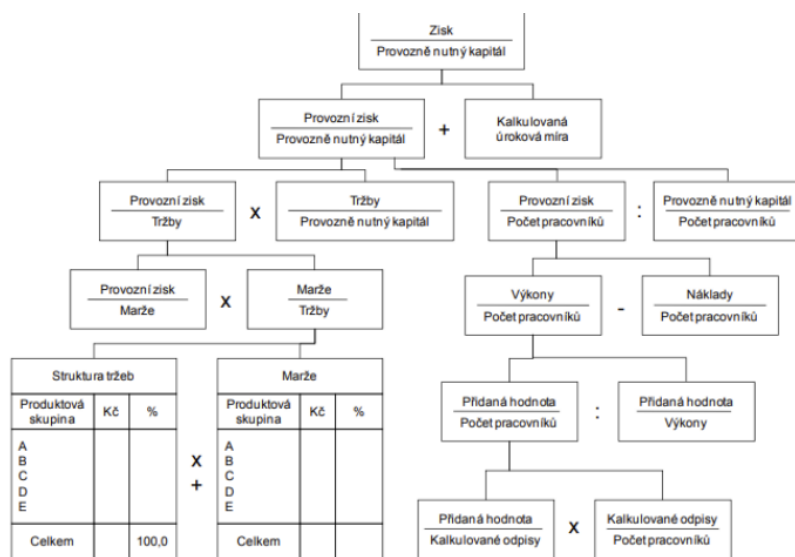 Zisk
Provozně nutný kapitál
Provozní zisk
Provozně nutný kapitál
+
Kalkulovaná
úroková míra
Provozní zisk
Tržby
X
Tržby
Provozně nutný kapitál
Provozní zisk
Počet pracovníků
:
Provozně nutný kapitál
Počet pracovníků
Provozní zisk
Marže
X
Marže
Tržby
Výkony
Počet pracovníků
-
Náklady
Počet pracovníků
Struktura tržeb
Produktová skupina Kč %
A
B
C
D
E
Celkem 100,0
X
+
Marže
Produktová skupina Kč %
A
B
C
D
E
Celkem
Přidaná hodnota
Počet pracovníků
:
Přidaná hodnota
Výkony
Přidaná hodnota
Kalkulované odpisy
X
Kalkulované odpisy
Počet pracovníků